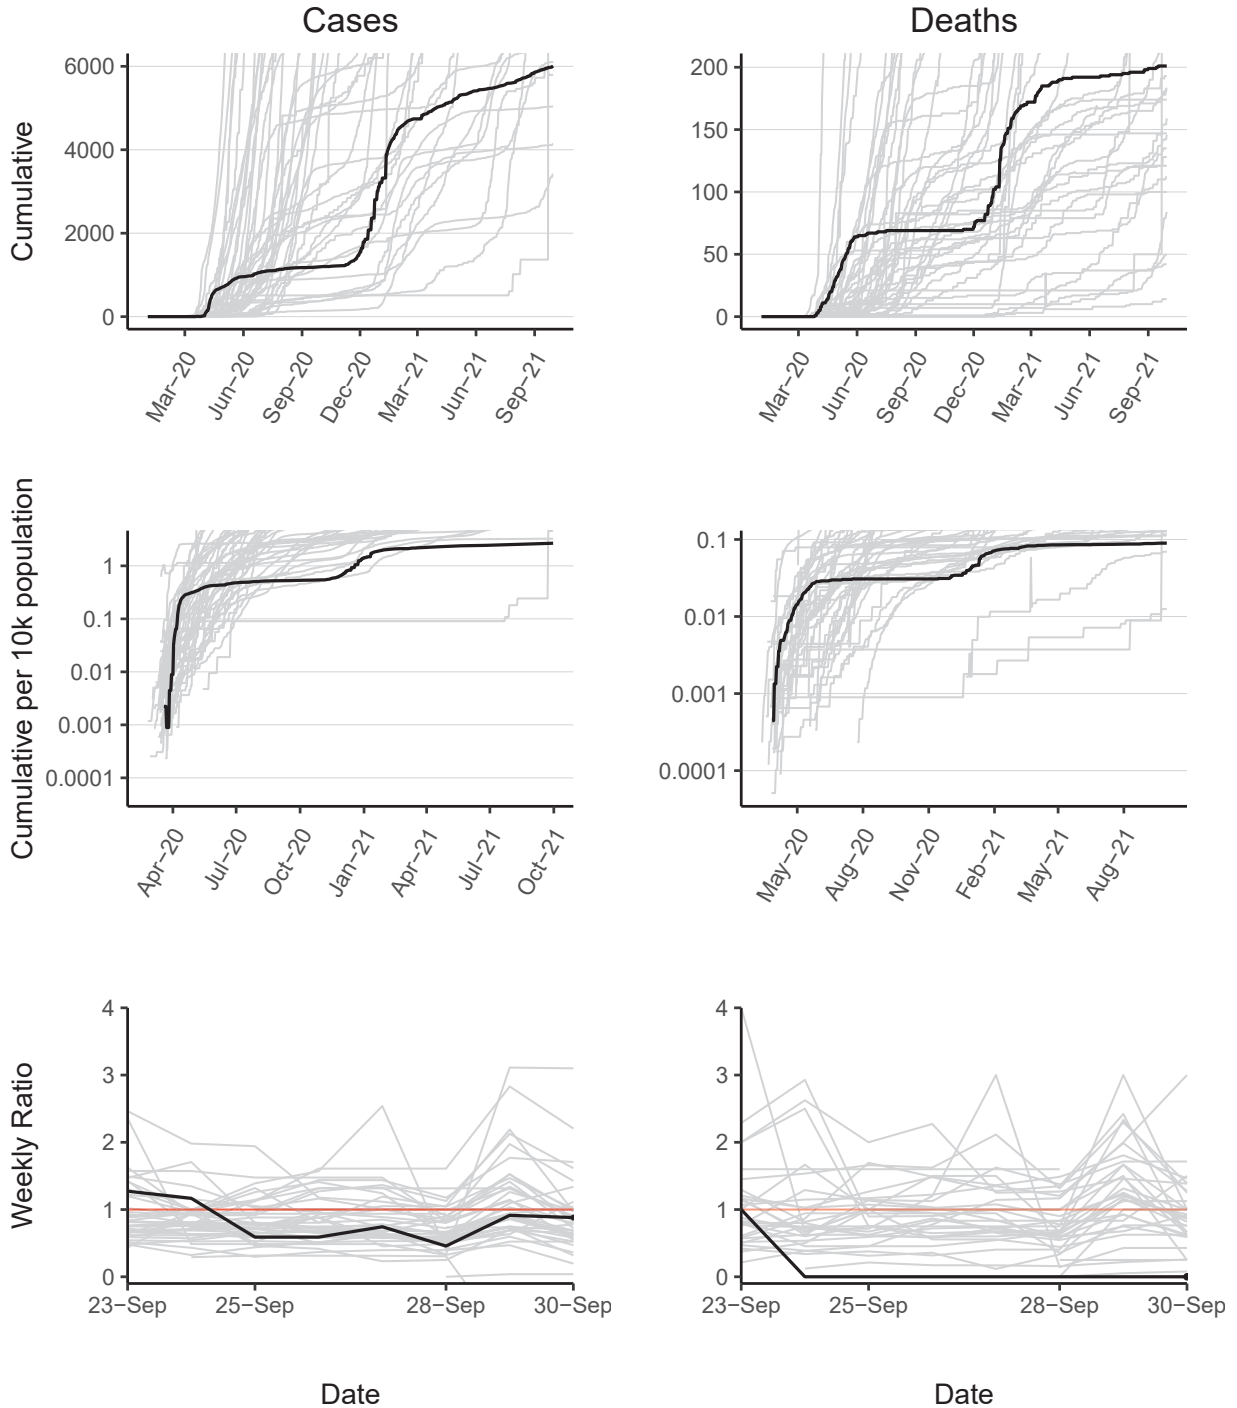 Cases
Deaths
Cumulative
6000
4000
2000
0
Mar−20
Jun−20
Sep−20
Dec−20
Mar−21
Jun−21
Sep−21
200
150
100
50
0
Mar−20
Jun−20
Sep−20
Dec−20
Mar−21
Jun−21
Sep−21
Cumulative per 10k population
1
0.1
0.01
0.001
0.0001
Apr−20
Jul−20
Oct−20
Jan−21
Apr−21
Jul−21
Oct−21
0.1
0.01
0.001
0.0001
May−20
Aug−20
Nov−20
Feb−21
May−21
Aug−21
Weekly Ratio
4
3
2
1
0
23−Sep
25−Sep
28−Sep
30−Sep
4
3
2
1
0
23−Sep
25−Sep
28−Sep
30−Sep
Date
Date